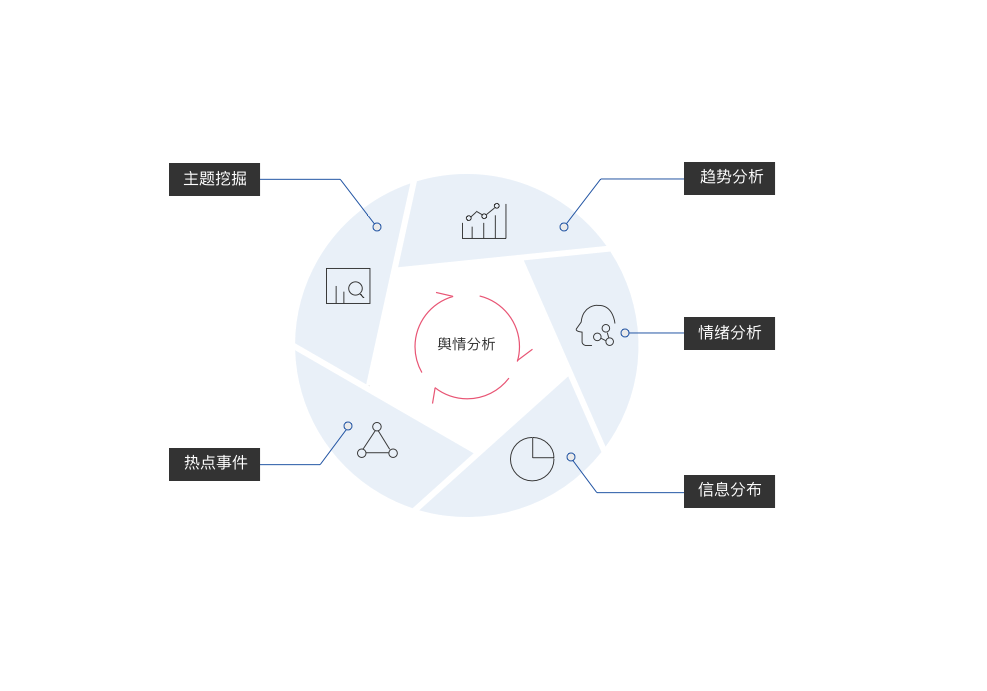 主题挖掘
趋势分析
舆情分析
情绪分析
热点事件
信息分布